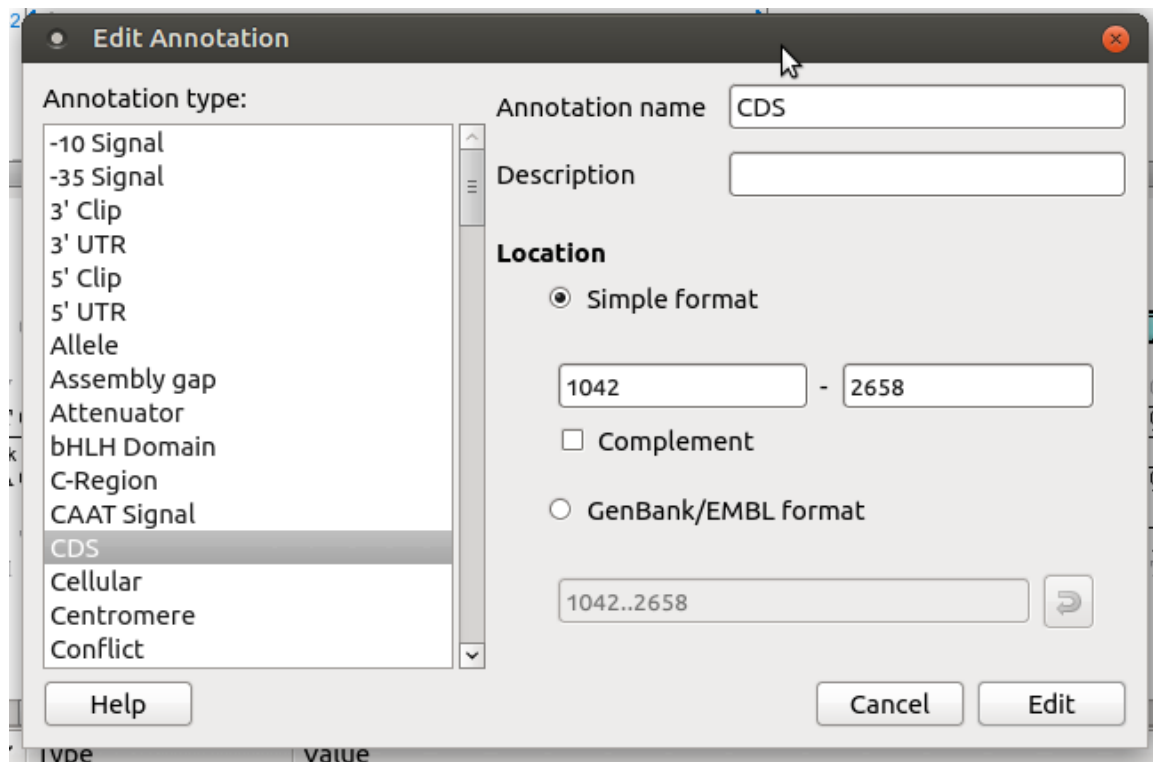 Edit Annotation
Annotation type:
-10 Signal
-35 Signal
3' Clip
3' UTR
5' Clip
5' UTR
Allele
Assembly gap
Attenuator
bHLH Domain
C-Region
CAAT Signal
CDS
Cellular
Centromere
Conflict
Annotation name CDS
Description
Location
Simple format
1042 - 2658
Complement
GenBank/EMBL format
1042..2658
Help Cancel Edit
Type Value